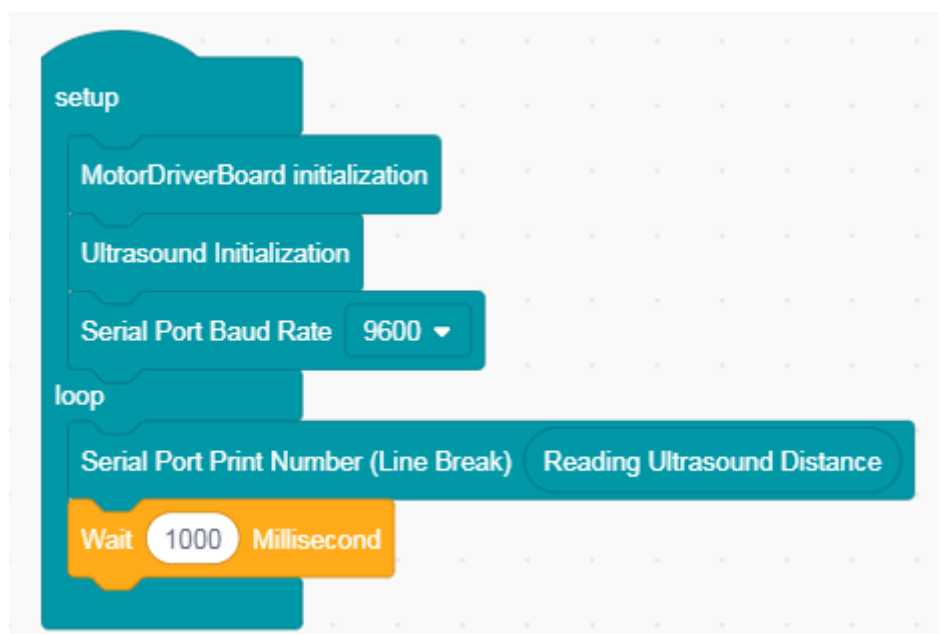 setup
MotorDriverBoard initialization
Ultrasound Initialization
Serial Port Baud Rate 9600
loop
Serial Port Print Number (Line Break) Reading Ultrasound Distance
Wait 1000 Millisecond